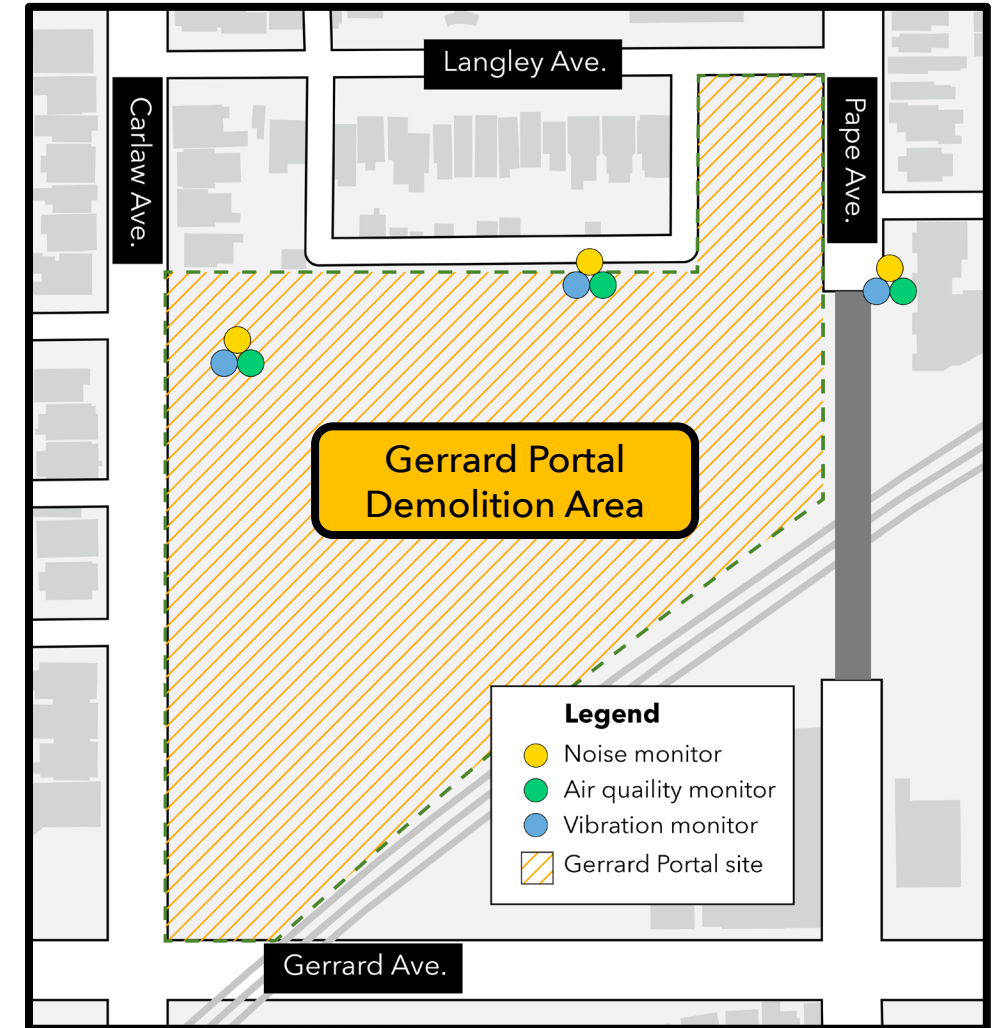 Langley Ave.
Carlaw Ave.
Pape Ave.
Gerrard Portal
Demolition Area
Legend
Noise monitor
Air quaility monitor
Vibration monitor
Gerrard Portal site
Gerrard Ave.